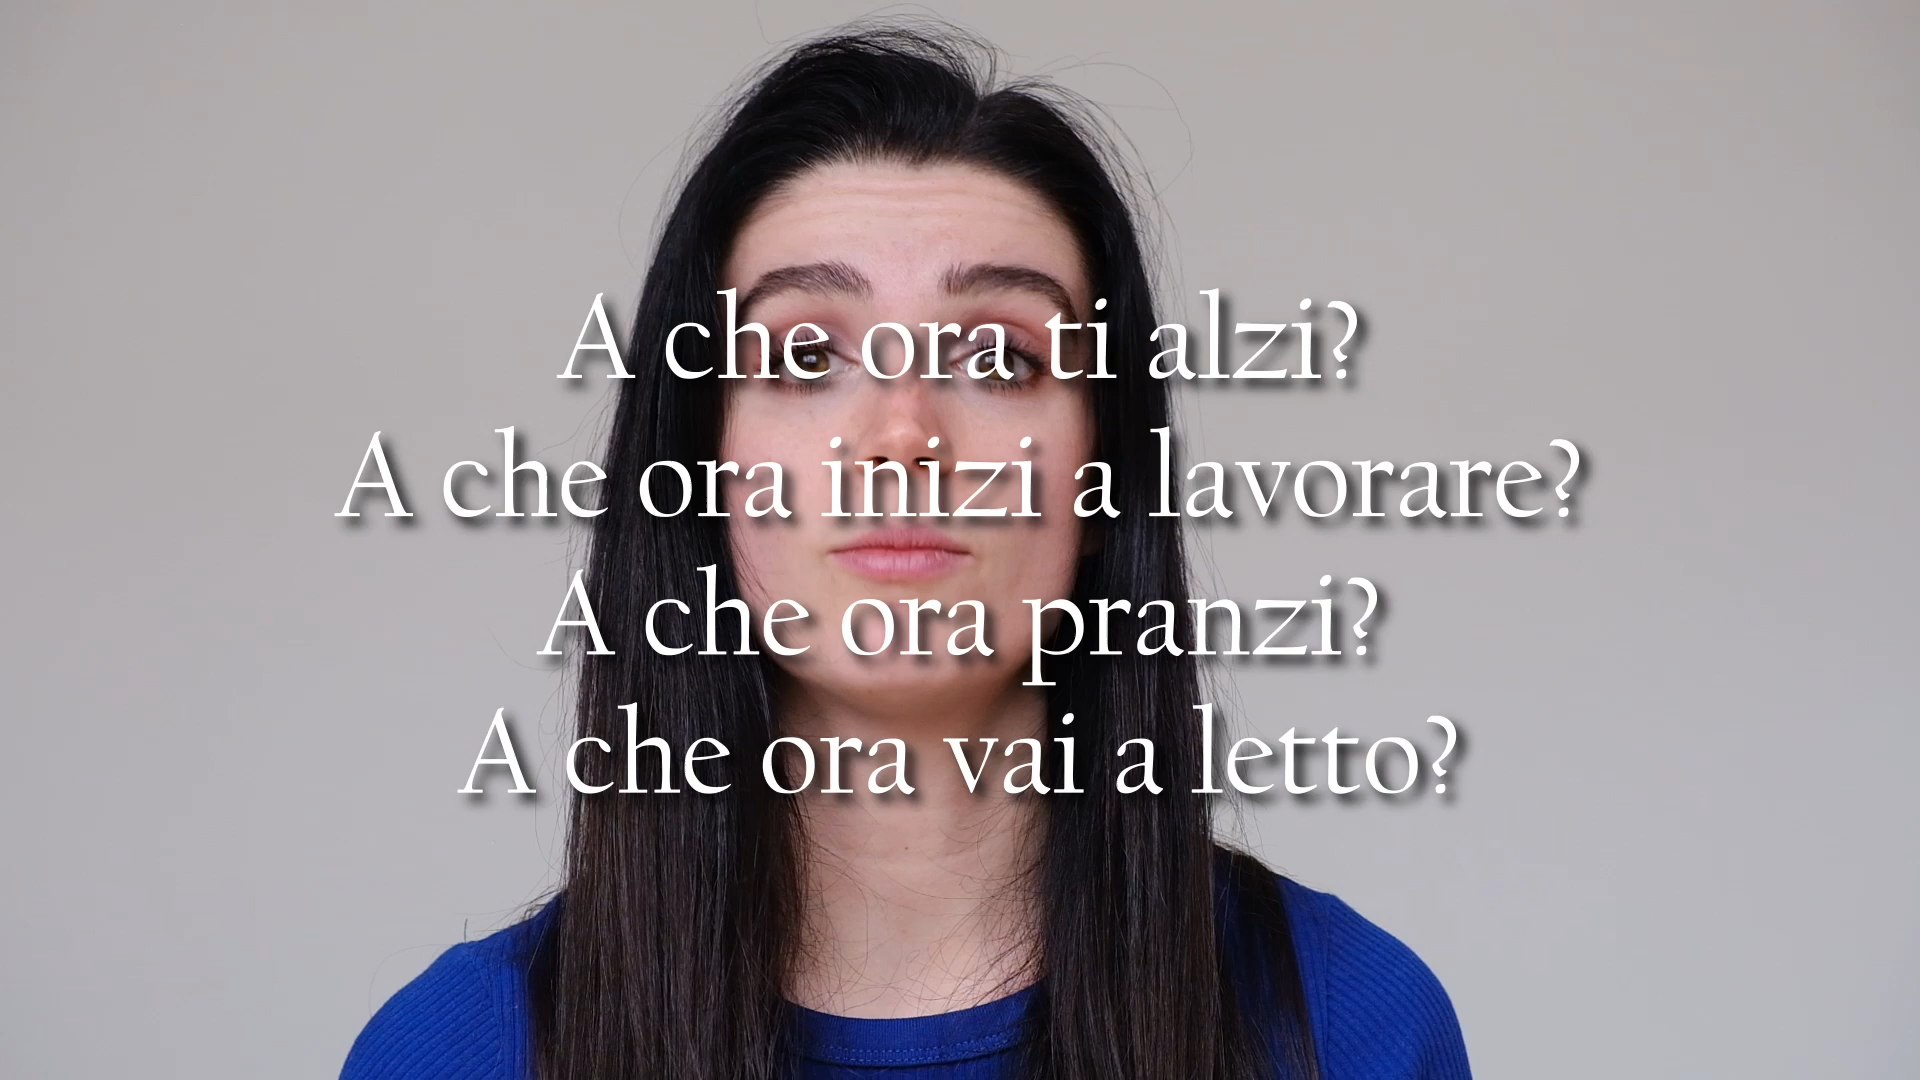 A che ora ti alzi?
A che ora inizi a lavorare?
A che ora pranzi?
A che ora vai a letto?